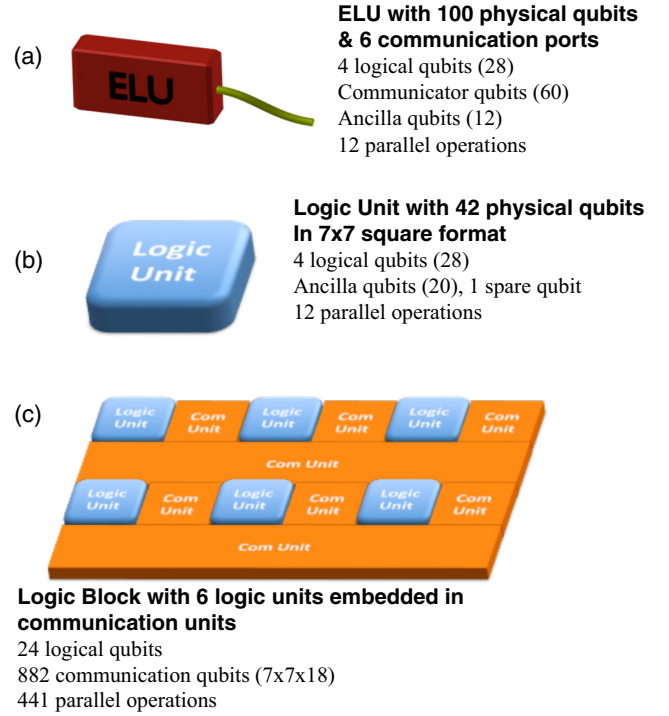 (a)
ELU
ELU with 100 physical qubits
& 6 communication ports
4 logical qubits (28)
Communicator qubits (60)
Ancilla qubits (12)
12 parallel operations
(b)
Logic
Unit
Logic Unit with 42 physical qubits
In 7x7 square format
4 logical qubits (28)
Ancilla qubits (20), 1 spare qubit
12 parallel operations
(c)
Logic Unit Com Unit Logic Unit Com Unit Logic Unit Com Unit
Com Unit
Logic Unit Com Unit Logic Unit Com Unit Logic Unit Com Unit
Com Unit
Logic Block with 6 logic units embedded in
communication units
24 logical qubits
882 communication qubits (7x7x18)
441 parallel operations